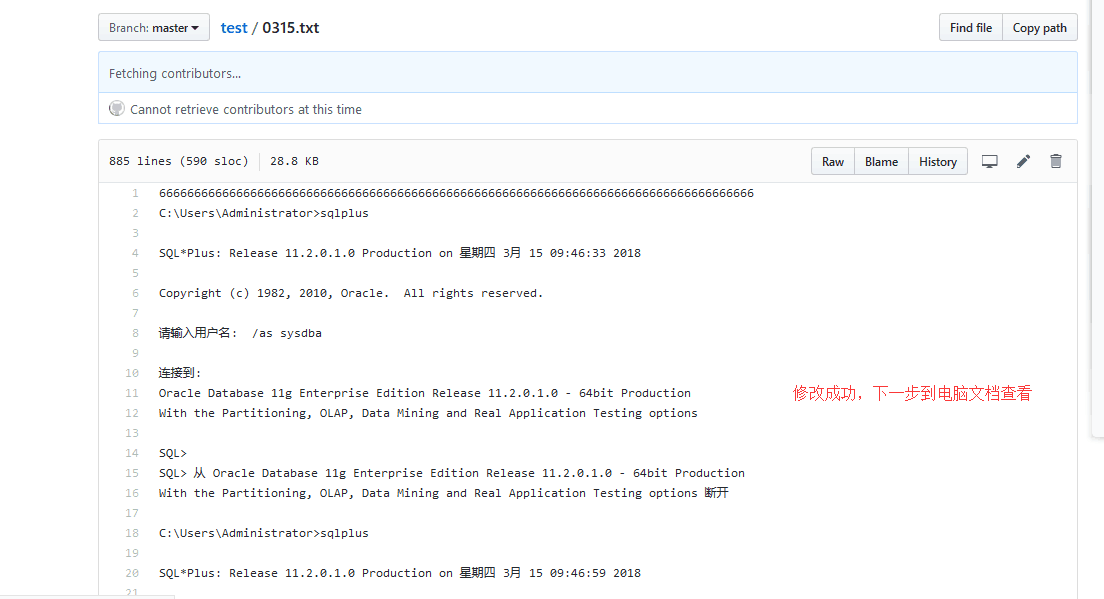 Branch: master
test / 0315.txt
Find file
Copy path
Fetching contributors...
Cannot retrieve contributors at this time
885 lines (590 sloc)
28.8 KB
Raw
Blame
History
1 6666666666666666666666666666666666666666666666666666666666666666666666666666666666666
2 C:\Users\Administrator>sqlplus
3
4 SQL*Plus: Release 11.2.0.1.0 Production on 星期四 3月 15 09:46:33 2018
5
6 Copyright (c) 1982, 2010, Oracle.  All rights reserved.
7
8 请输入用户名:  /as sysdba
9
10 连接到:
11 Oracle Database 11g Enterprise Edition Release 11.2.0.1.0 - 64bit Production
修改成功，下一步到电脑文档查看
12 With the Partitioning, OLAP, Data Mining and Real Application Testing options
13
14 SQL>
15 SQL> 从 Oracle Database 11g Enterprise Edition Release 11.2.0.1.0 - 64bit Production
16 With the Partitioning, OLAP, Data Mining and Real Application Testing options 断开
17
18 C:\Users\Administrator>sqlplus
19
20 SQL*Plus: Release 11.2.0.1.0 Production on 星期四 3月 15 09:46:59 2018
21